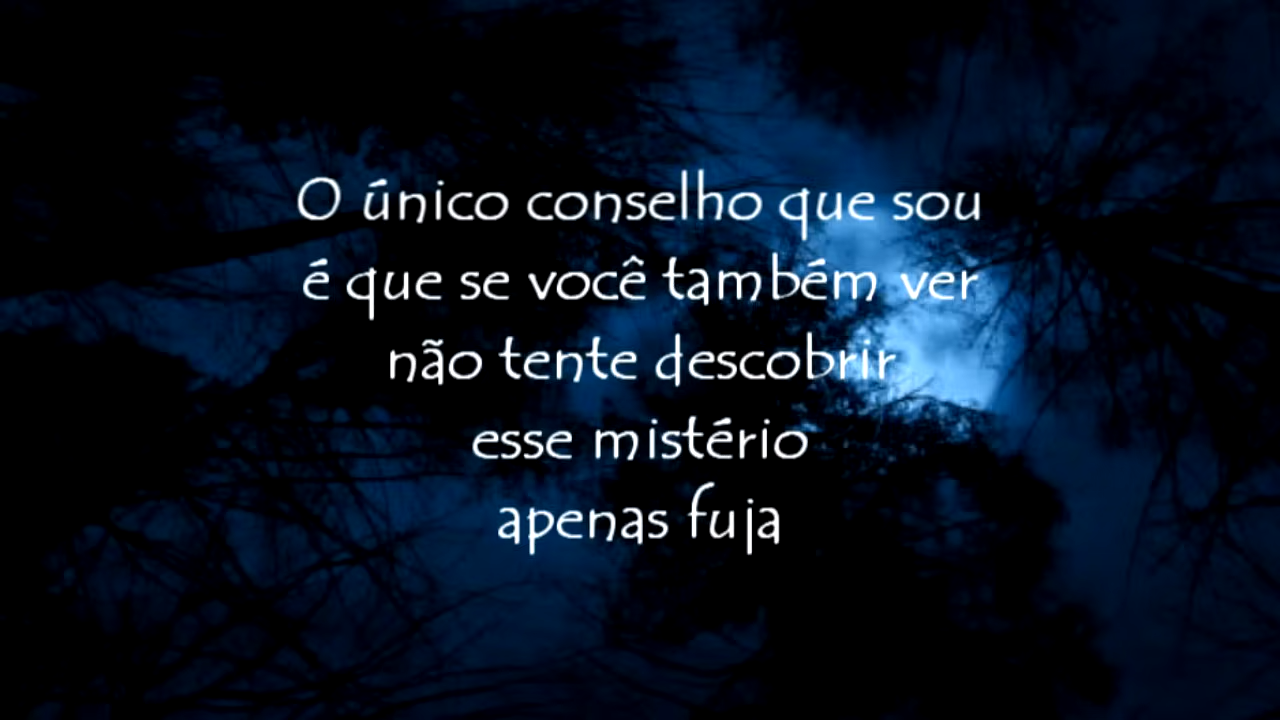 O único conselho que sou
é que se você também ver
não tente descobrir
esse mistério
apenas fuja